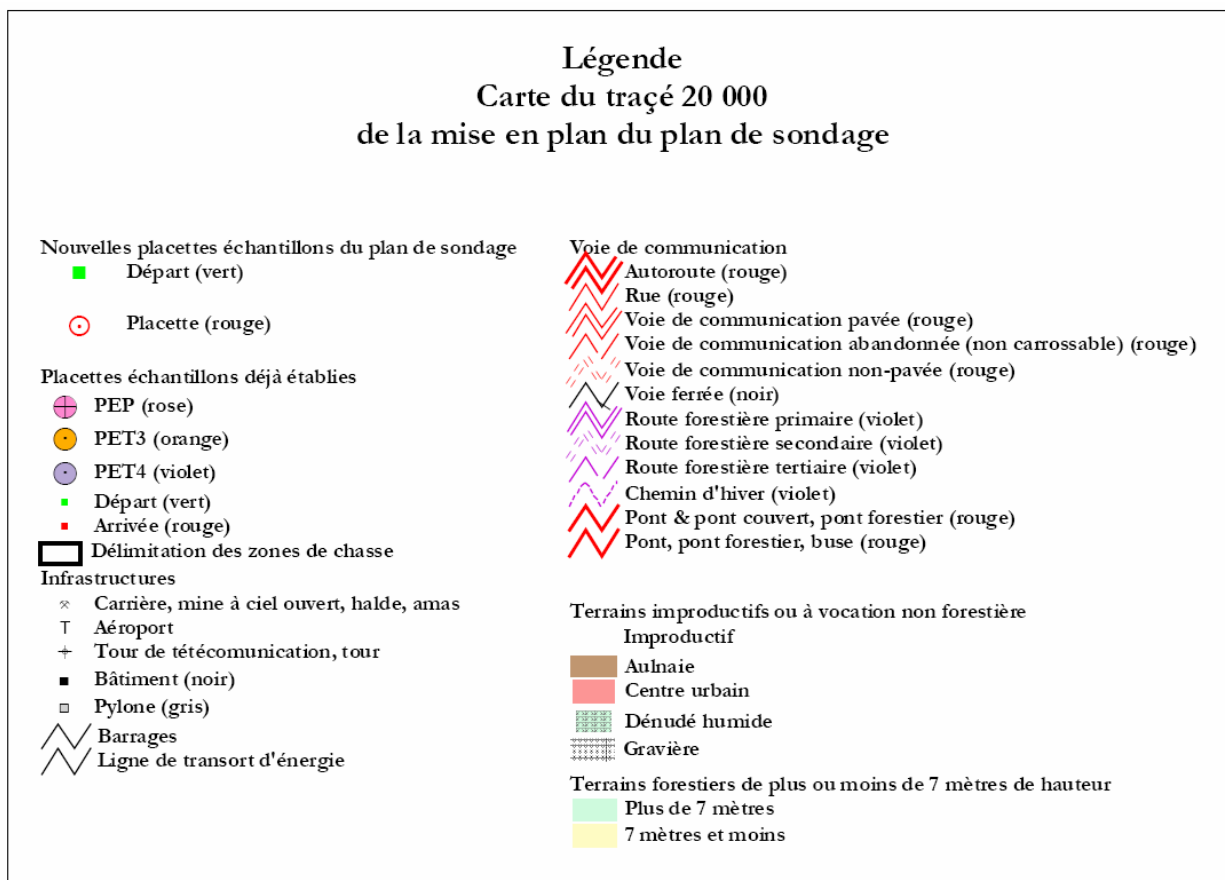 Légende
Carte du traçé 20 000
de la mise en plan du plan de sondage
Nouvelles placettes échantillons du plan de sondage
Départ (vert)
Placette (rouge)
Placettes échantillons déjà établies
PEP (rose)
PET3 (orange)
PET4 (violet)
Départ (vert)
Arrivée (rouge)
Délimitation des zones de chasse
Infrastructures
Carrière, mine à ciel ouvert, halde, amas
Aéroport
Tour de tétécomunication, tour
Bâtiment (noir)
Pylone (gris)
Barrages
Ligne de transort d'énergie
Voie de communication
Autoroute (rouge)
Rue (rouge)
Voie de communication pavée (rouge)
Voie de communication abandonnée (non carrossable) (rouge)
Voie de communication non-pavée (rouge)
Voie ferrée (noir)
Route forestière primaire (violet)
Route forestière secondaire (violet)
Route forestière tertiaire (violet)
Chemin d'hiver (violet)
Pont & pont couvert, pont forestier (rouge)
Pont, pont forestier, buse (rouge)
Terrains improductifs ou à vocation non forestière
Improductif
Aulnaie
Centre urbain
Dénudé humide
Gravière
Terrains forestiers de plus ou moins de 7 mètres de hauteur
Plus de 7 mètres
7 mètres et moins